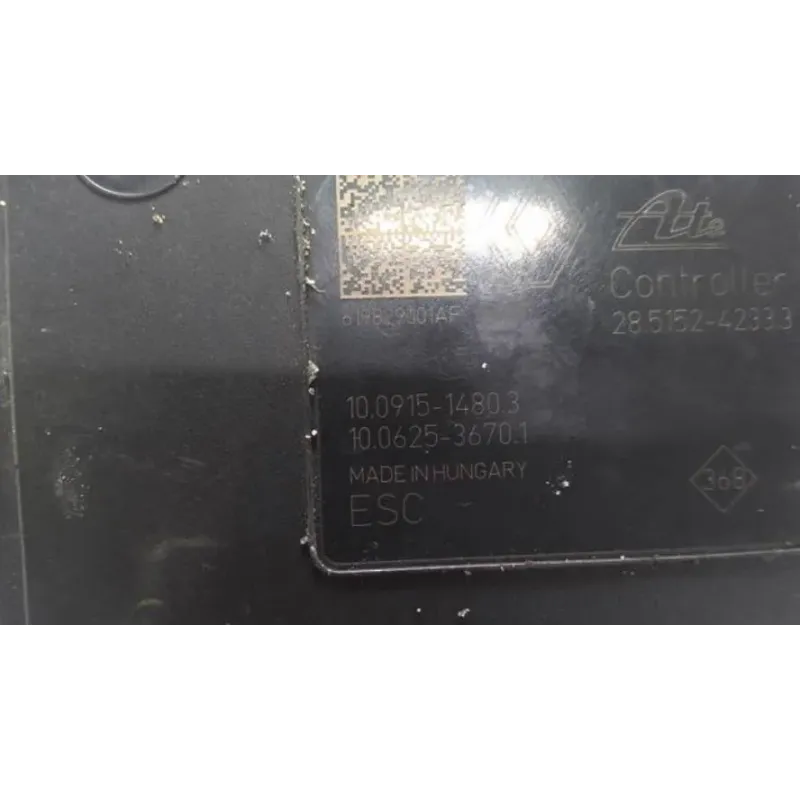 Ate
Controller
28.5152-4233.3
10.0915-1480.3
10.0625-3670.1
MADE IN HUNGARY
ESC